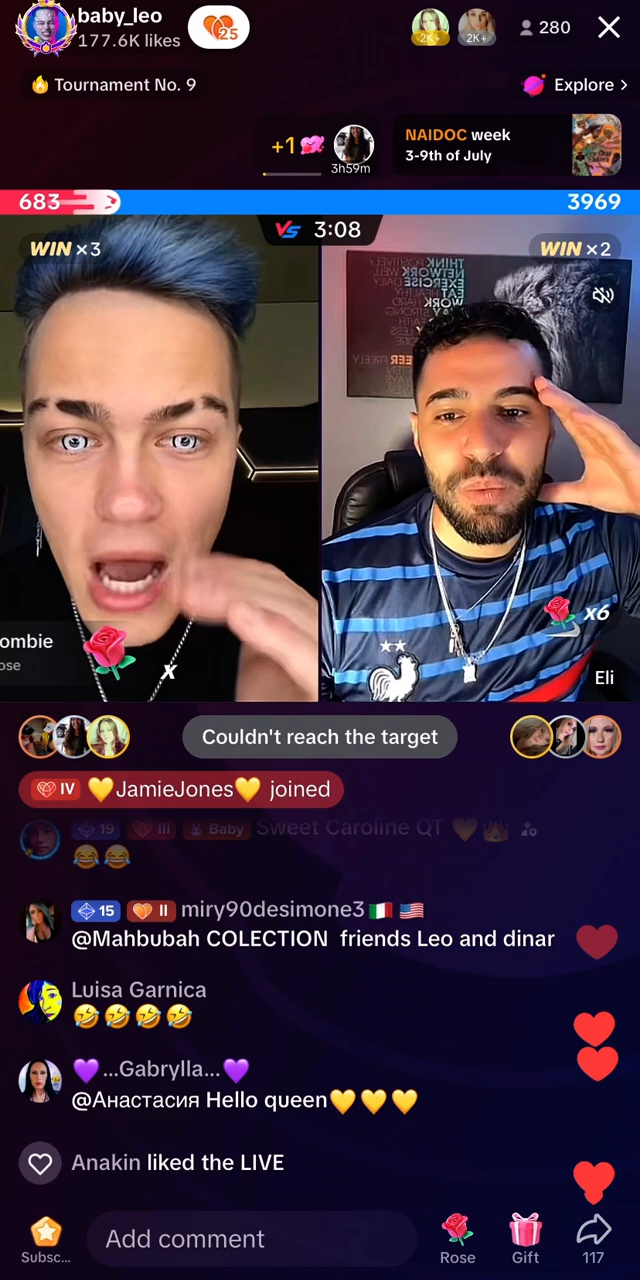 baby_leo
177.6K likes
25
2K+
2K+
280
Tournament No. 9
Explore >
+1
3h59m
NAIDOC week
3-9th of July
683
3969
VS 3:08
WIN ×3
WIN ×2
WORK
ombie
ose
x
x6
Eli
Couldn't reach the target
IV 💛JamieJones💛 joined
19 III Baby Sweet Caroline QT 🧡👑
😂😂
15 II miry90desimone3🇮🇹 🇺🇸
@Mahbubah COLECTION friends Leo and dinar
Luisa Garnica
🤣🤣🤣🤣
💜...Gabrylla...💜
@Анастасия Hello queen💛💛💛
Anakin liked the LIVE
Subsc...
Add comment
Rose
Gift
117